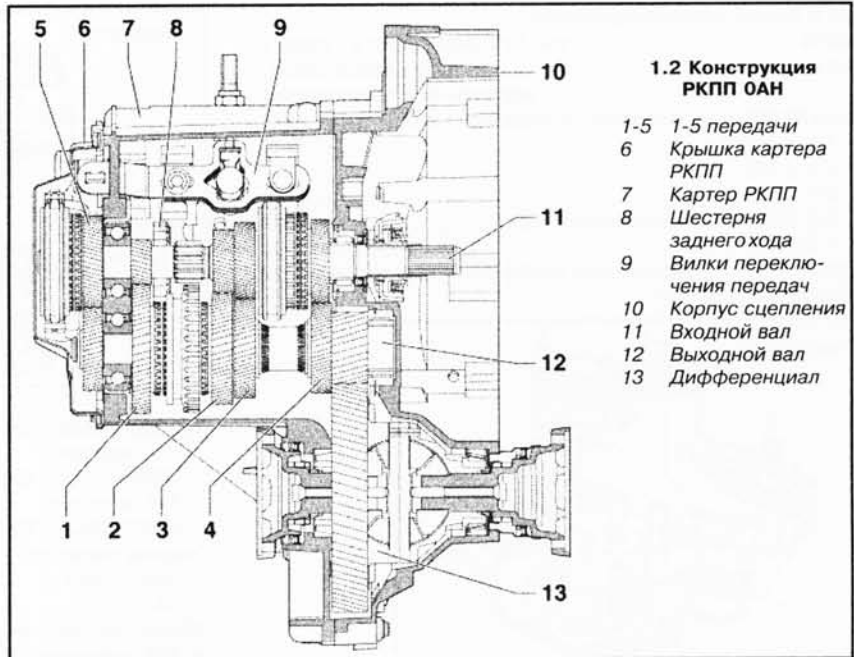 5 6 7 8 9
10
11
12
13
1 2 3 4
1.2 Конструкция
РКПП 0АН
1-5 1-5 передачи
6 Крышка картера
РКПП
7 Картер РКПП
8 Шестерня
заднего хода
9 Вилки переклю-
чения передач
10 Корпус сцепления
11 Входной вал
12 Выходной вал
13 Дифференциал